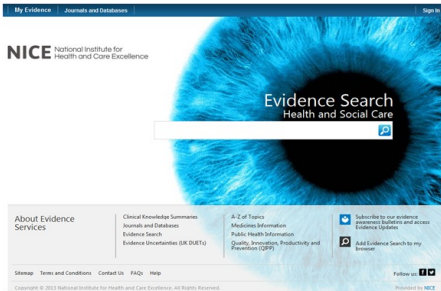 My Evidence
Journals and Databases
Sign In
NICE National Institute for
Health and Care Excellence
Evidence Search
Health and Social Care
About Evidence
Services
Clinical Knowledge Summaries
Journals and Databases
Evidence Search
Evidence Uncertainties (UK DUETs)
A-Z of Topics
Medicines Information
Public Health Information
Quality, Innovation, Productivity and
Prevention (QIPP)
Subscribe to our evidence
awareness bulletins and access
Evidence Updates
Add Evidence Search to my
browser
Sitemap Terms and Conditions Contact Us FAQs Help
Follow us:
Copyright © 2013 National Institute for Health and Care Excellence. All Rights Reserved.
Provided by NICE